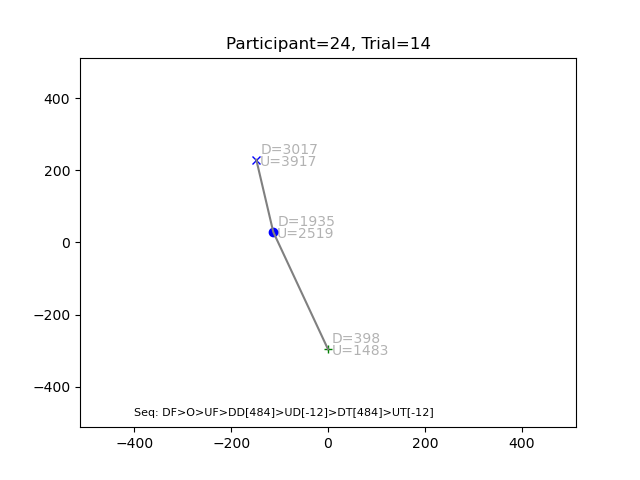 Participant=24, Trial=14
400
200
0
−200
−400
D=3017
U=3917
D=1935
U=2519
D=398
U=1483
Seq: DF>O>UF>DD[484]>UD[-12]>DT[484]>UT[-12]
−400 −200 0 200 400